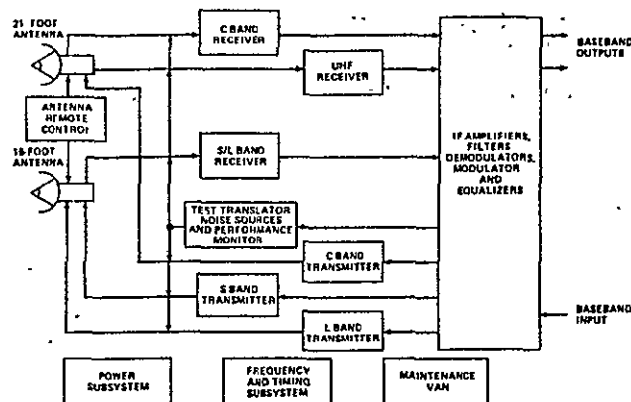 21-FOOT
ANTENNA
C BAND
RECEIVER
BASEBAND
OUTPUTS
UHF
RECEIVER
ANTENNA
REMOTE
CONTROL
ANTENNA
S/L BAND
RECEIVER
IF AMPLIFIERS,
FILTERS
DEMODULATORS,
MODULATOR
AND
EQUALIZERS
TEST TRANSLATOR
NOISE SOURCES
AND PERFORMANCE
MONITOR
C BAND
TRANSMITTER
S BAND
TRANSMITTER
L BAND
TRANSMITTER
BASEBAND
INPUT
POWER
SUBSYSTEM
FREQUENCY
AND TIMING
SUBSYSTEM
MAINTENANCE
VAN